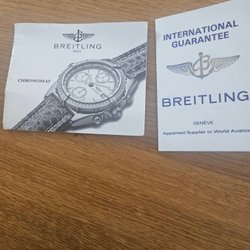 BREITLING
1884
CHRONOMAT
INTERNATIONAL
GUARANTEE
BREITLING
GENÈVE
Appointed Supplier to World Aviation